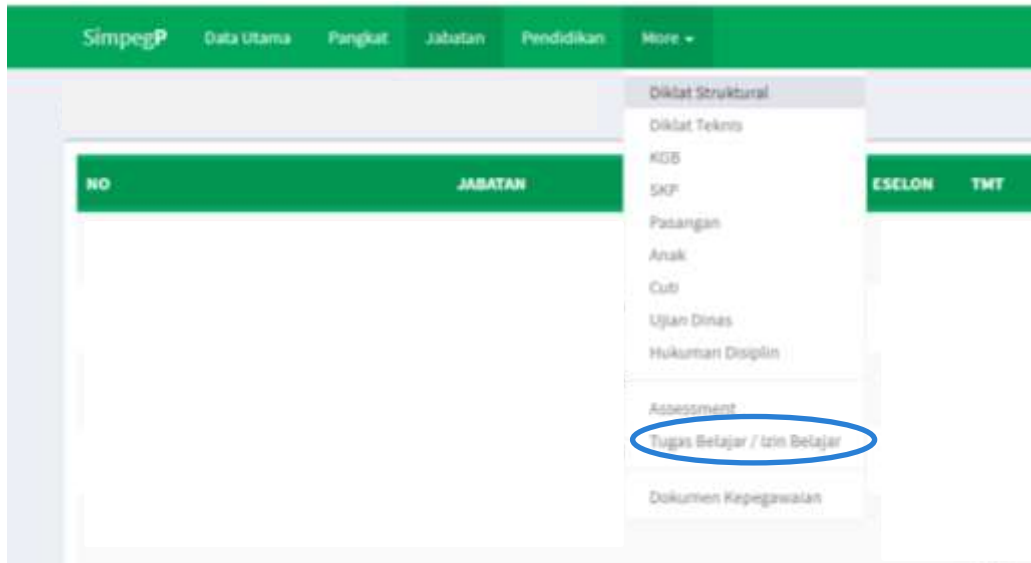 SimpegP Data Utama Pangkat Jabatan Pendidikan More
Diklat Struktural
Diklat Teknis
KGB
NO JABATAN ESELON TMT
SKP
Pasangan
Anak
Cuti
Ujian Dinas
Hukuman Disiplin
Assessment
Tugas Belajar / Izin Belajar
Dokumen Kepegawaian